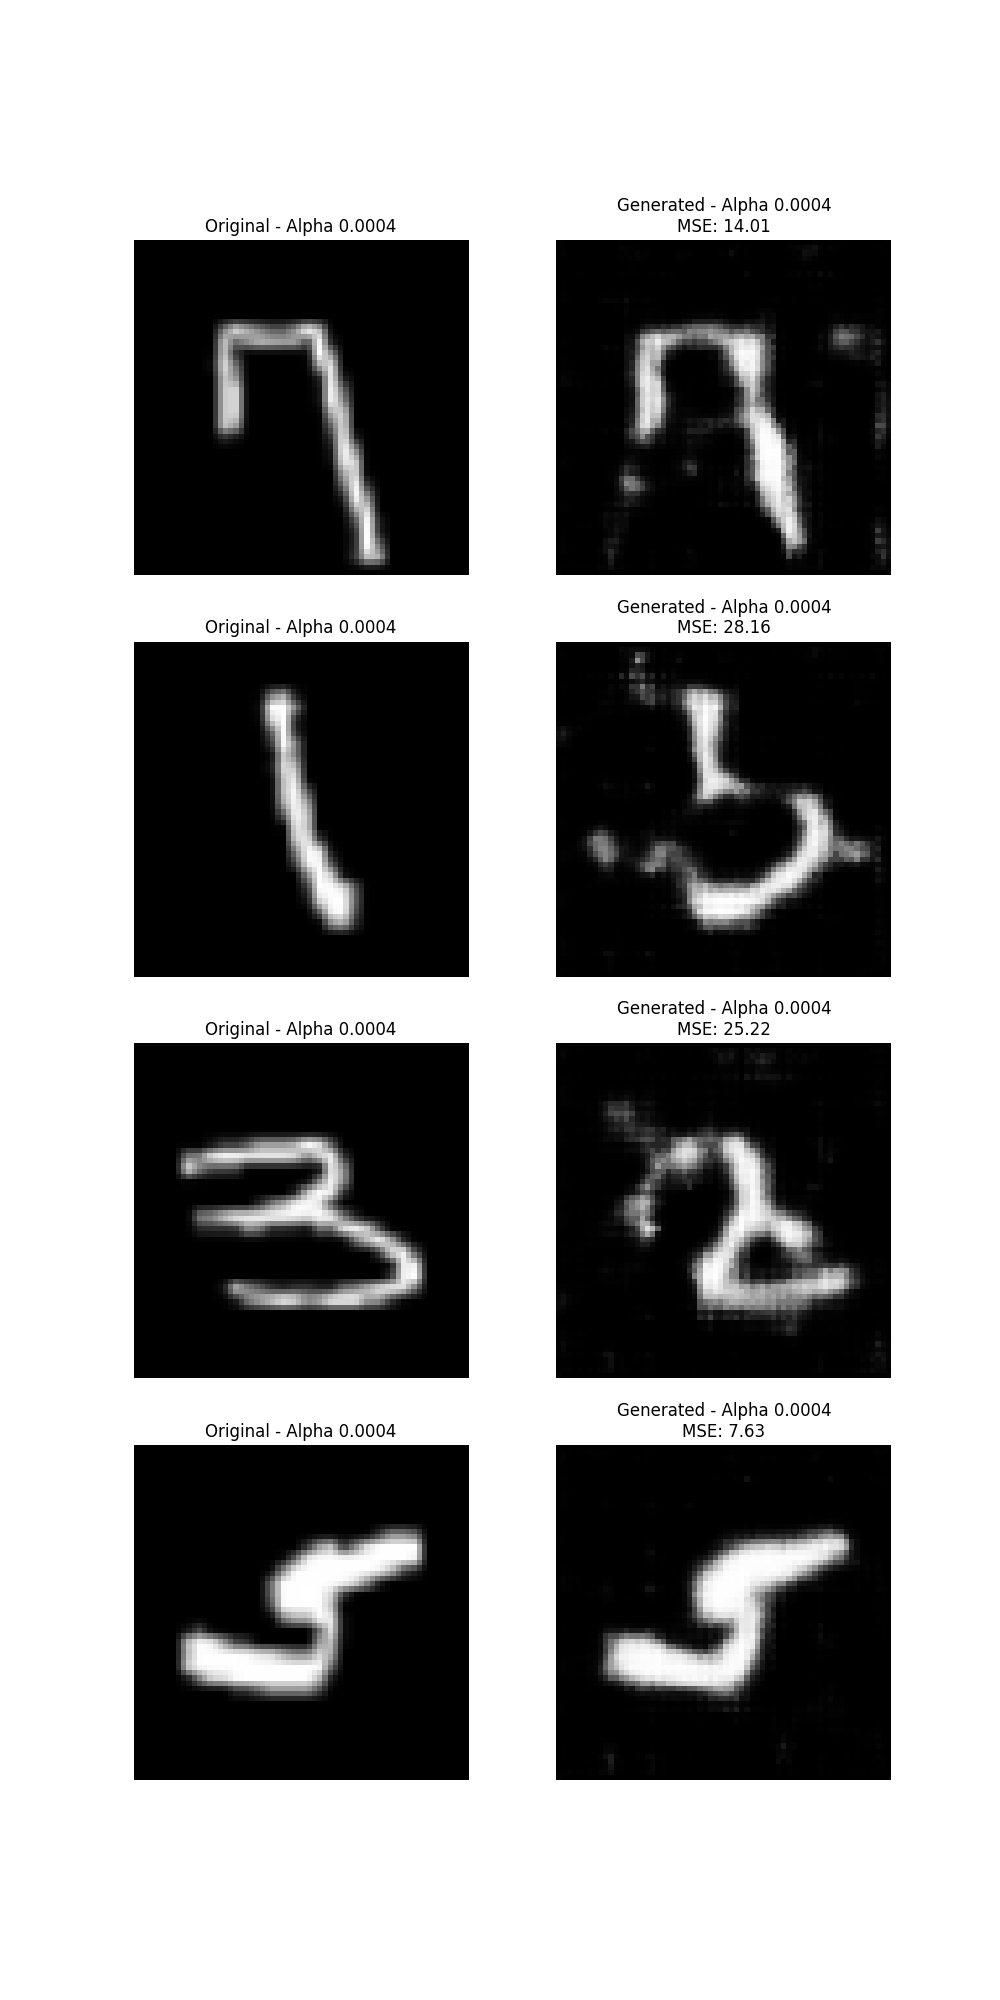 Original - Alpha 0.0004
Generated - Alpha 0.0004
MSE: 14.01
Original - Alpha 0.0004
Generated - Alpha 0.0004
MSE: 28.16
Original - Alpha 0.0004
Generated - Alpha 0.0004
MSE: 25.22
Original - Alpha 0.0004
Generated - Alpha 0.0004
MSE: 7.63